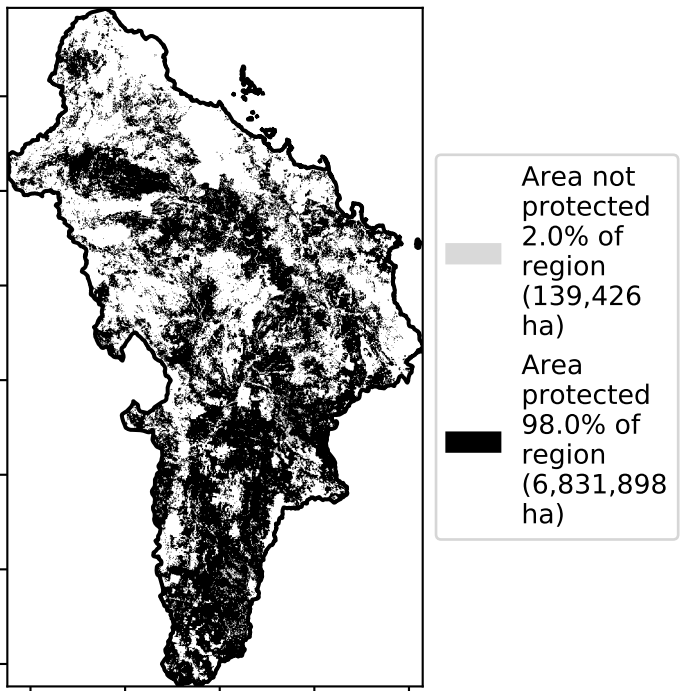 Area not
protected
2.0% of
region
(139,426
ha)
Area
protected
98.0% of
region
(6,831,898
ha)